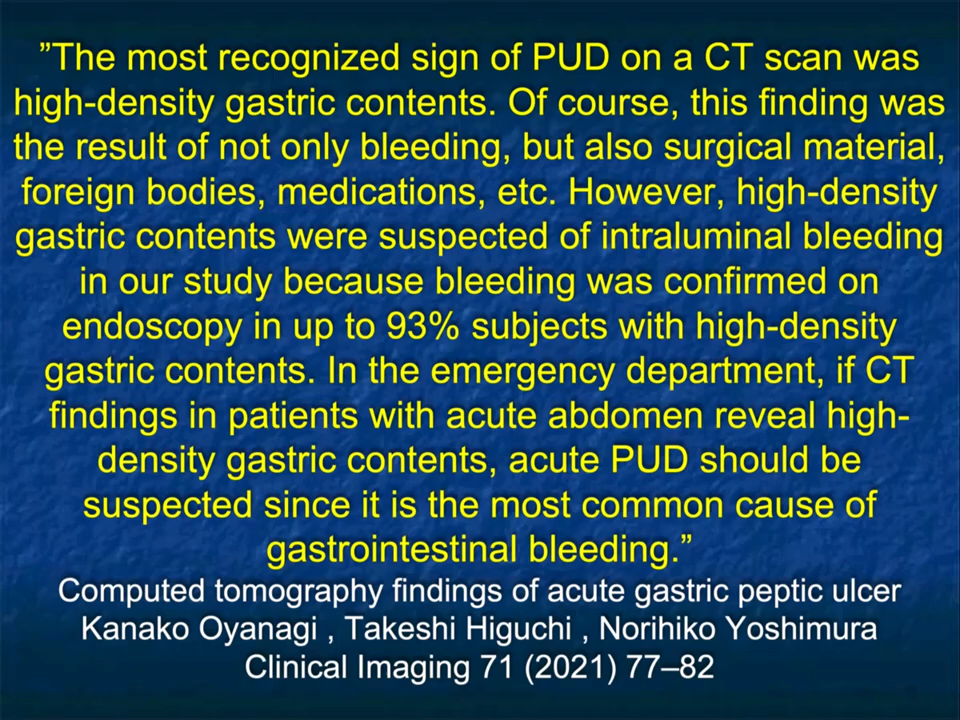 ”The most recognized sign of PUD on a CT scan was
high-density gastric contents. Of course, this finding was
the result of not only bleeding, but also surgical material,
foreign bodies, medications, etc. However, high-density
gastric contents were suspected of intraluminal bleeding
in our study because bleeding was confirmed on
endoscopy in up to 93% subjects with high-density
gastric contents. In the emergency department, if CT
findings in patients with acute abdomen reveal high-
density gastric contents, acute PUD should be
suspected since it is the most common cause of
gastrointestinal bleeding.”
Computed tomography findings of acute gastric peptic ulcer
Kanako Oyanagi , Takeshi Higuchi , Norihiko Yoshimura
Clinical Imaging 71 (2021) 77–82